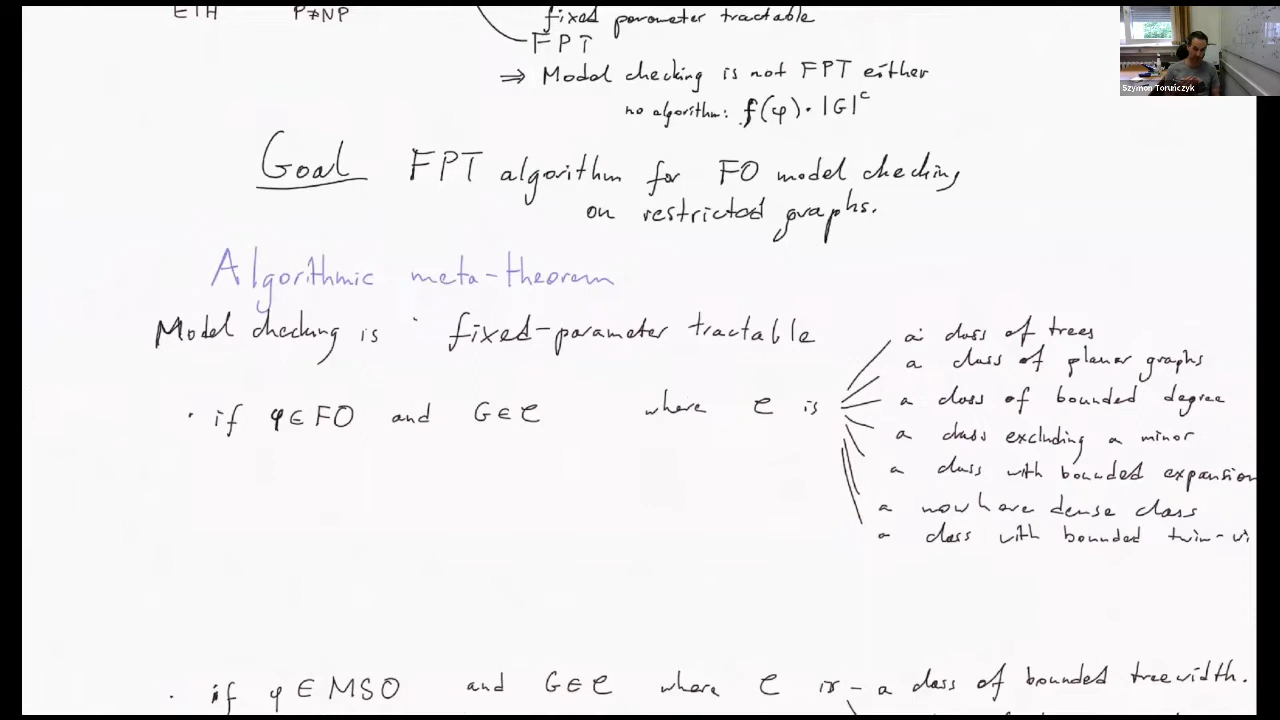 ETH P≠NP
fixed parameter tractable
FPT
⇒ Model checking is not FPT either
no algorithm: f(φ)·|G|^c
Szymon Toruńczyk
Goal FPT algorithm for FO model checking
on restricted graphs.
Algorithmic meta-theorem
Model checking is fixed-parameter tractable
· if φ∈FO and G∈C where C is
a class of trees
a class of planar graphs
a class of bounded degree
a class excluding a minor
a class with bounded expansion
a nowhere dense class
a class with bounded twin-wi
· if φ∈MSO and G∈C where C is - a class of bounded treewidth.